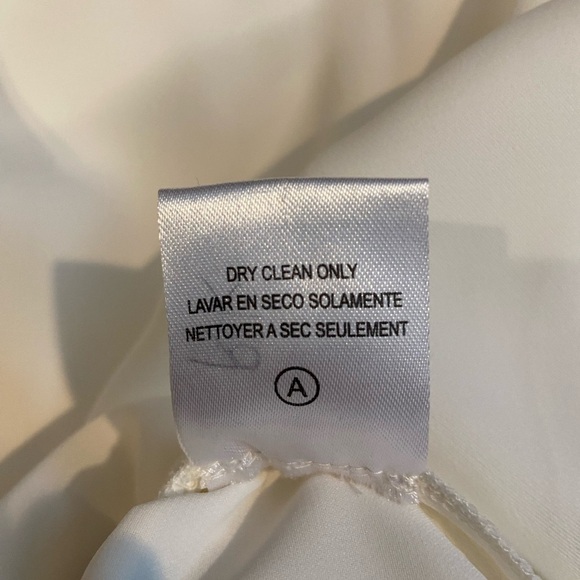 DRY CLEAN ONLY
LAVAR EN SECO SOLAMENTE
NETTOYER A SEC SEULEMENT
A